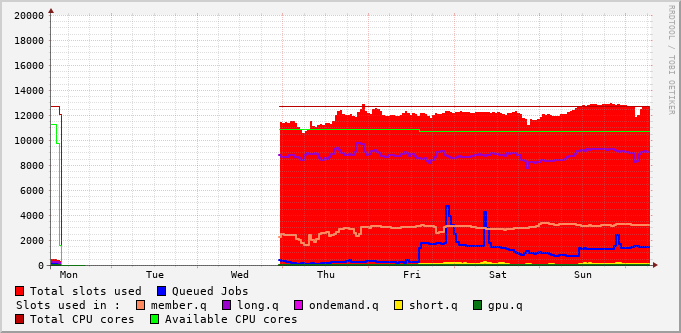 20000
18000
16000
14000
12000
10000
8000
6000
4000
2000
0
Mon Tue Wed Thu Fri Sat Sun
RRDTOOL / TOBI OETIKER
Total slots used Queued Jobs
Slots used in : member.q long.q ondemand.q short.q gpu.q
Total CPU cores Available CPU cores